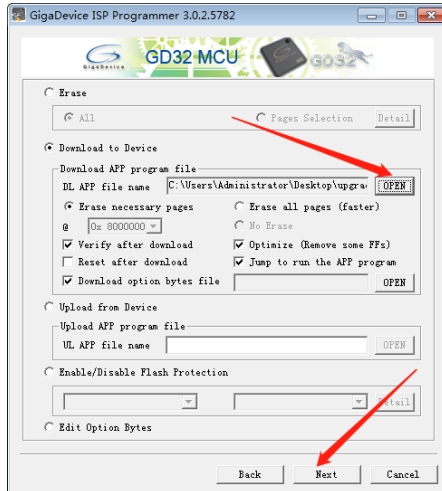 GigaDevice ISP Programmer 3.0.2.5782
GigaDevice
GD32 MCU
GD32
Erase
All
Pages Selection
Detail
Download to Device
Download APP program file
DL APP file name
C:\Users\Administrator\Desktop\upgra
OPEN
Erase necessary pages
Erase all pages (faster)
@
0x 8000000
No Erase
Verify after download
Optimize (Remove some FFs)
Reset after download
Jump to run the APP program
Download option bytes file
OPEN
Upload from Device
Upload APP program file
UL APP file name
OPEN
Enable/Disable Flash Protection
Edit Option Bytes
Back
Next
Cancel